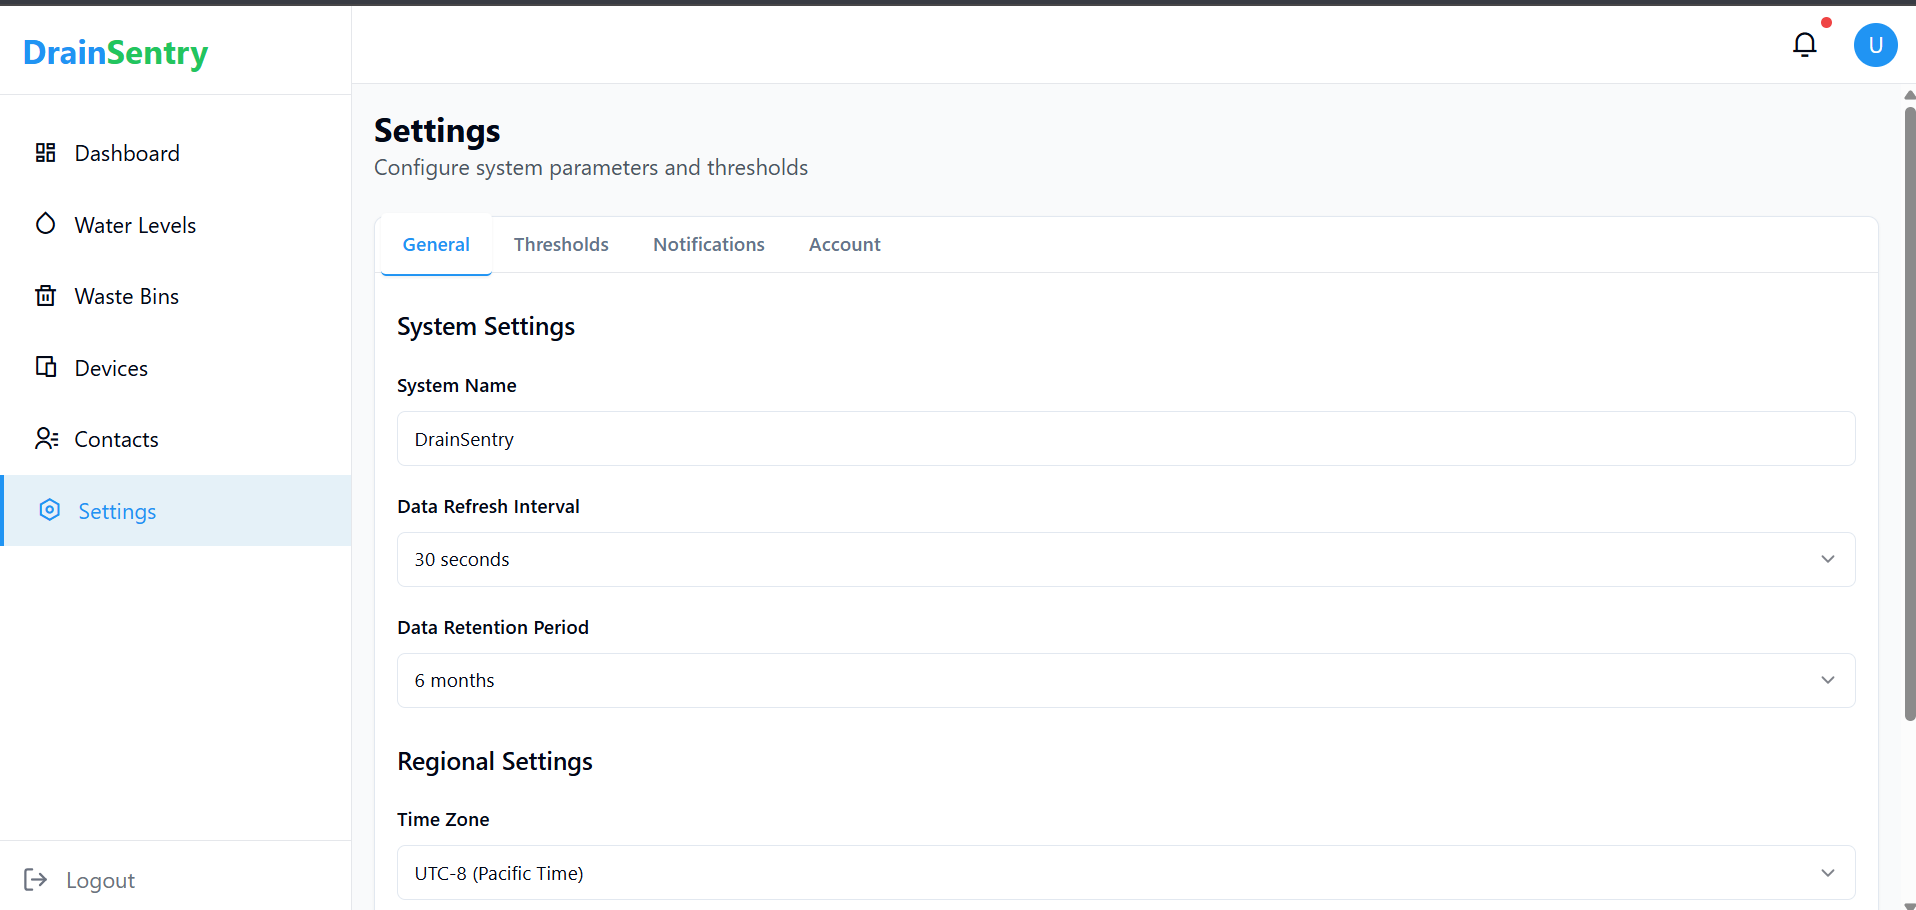 DrainSentry
U
Dashboard
Water Levels
Waste Bins
Devices
Contacts
Settings
Logout
Settings
Configure system parameters and thresholds
General Thresholds Notifications Account
System Settings
System Name
DrainSentry
Data Refresh Interval
30 seconds
Data Retention Period
6 months
Regional Settings
Time Zone
UTC-8 (Pacific Time)